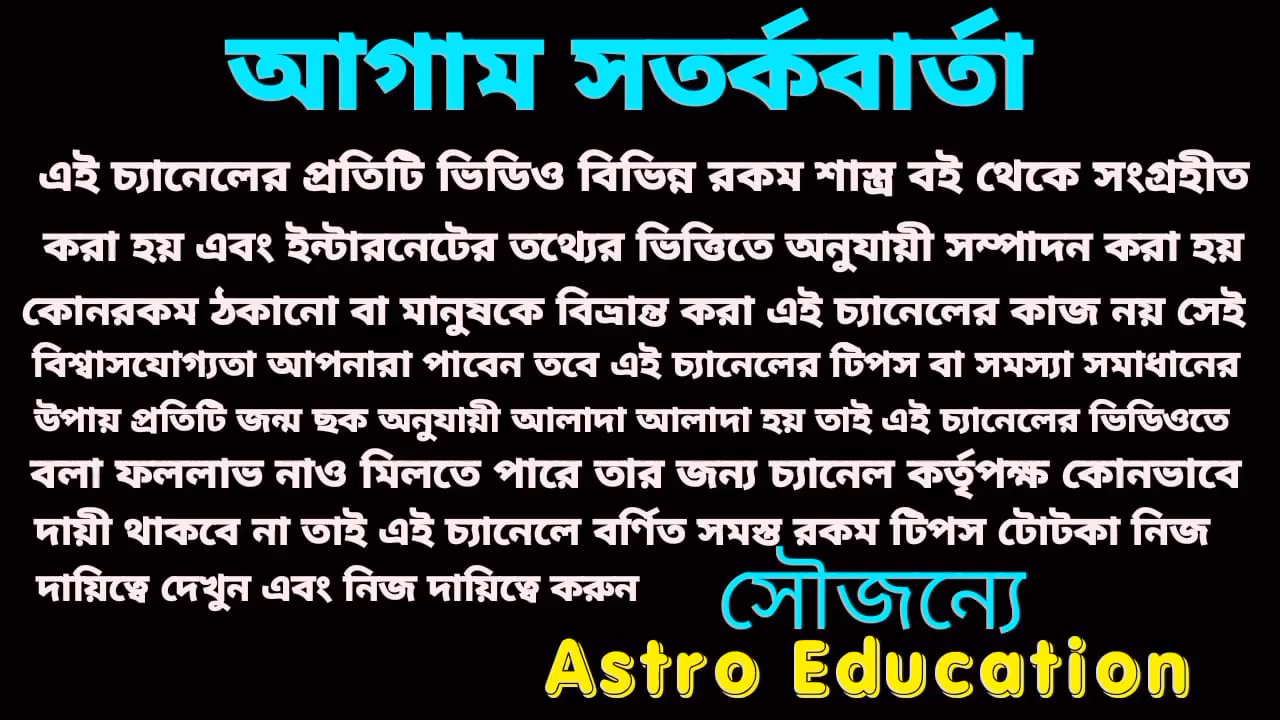 আগাম সতর্কবার্তা
এই চ্যানেলের প্রতিটি ভিডিও বিভিন্ন রকম শাস্ত্র বই থেকে সংগ্রহীত
করা হয় এবং ইন্টারনেটের তথ্যের ভিত্তিতে অনুযায়ী সম্পাদন করা হয়
কোনরকম ঠকানো বা মানুষকে বিভ্রান্ত করা এই চ্যানেলের কাজ নয় সেই
বিশ্বাসযোগ্যতা আপনারা পাবেন তবে এই চ্যানেলের টিপস বা সমস্যা সমাধানের
উপায় প্রতিটি জন্ম ছক অনুযায়ী আলাদা আলাদা হয় তাই এই চ্যানেলের ভিডিওতে
বলা ফললাভ নাও মিলতে পারে তার জন্য চ্যানেল কর্তৃপক্ষ কোনভাবে
দায়ী থাকবে না তাই এই চ্যানেলে বর্ণিত সমস্ত রকম টিপস টোটকা নিজ
দায়িত্বে দেখুন এবং নিজ দায়িত্বে করুন
সৌজন্যে
Astro Education